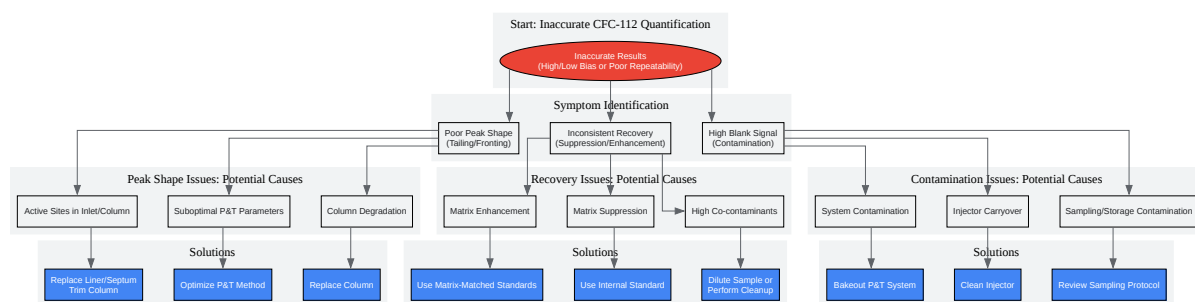 Start: Inaccurate CFC-112 Quantification
Inaccurate Results
(High/Low Bias or Poor Repeatability)
Symptom Identification
Poor Peak Shape
(Tailing/Fronting)
Inconsistent Recovery
(Suppression/Enhancement)
High Blank Signal
(Contamination)
Peak Shape Issues: Potential Causes
Active Sites in Inlet/Column
Suboptimal P&T Parameters
Column Degradation
Recovery Issues: Potential Causes
Matrix Enhancement
Matrix Suppression
High Co-contaminants
Contamination Issues: Potential Causes
System Contamination
Injector Carryover
Sampling/Storage Contamination
Solutions
Replace Liner/Septum
Trim Column
Optimize P&T Method
Replace Column
Solutions
Use Matrix-Matched Standards
Use Internal Standard
Dilute Sample or
Perform Cleanup
Solutions
Bakeout P&T System
Clean Injector
Review Sampling Protocol